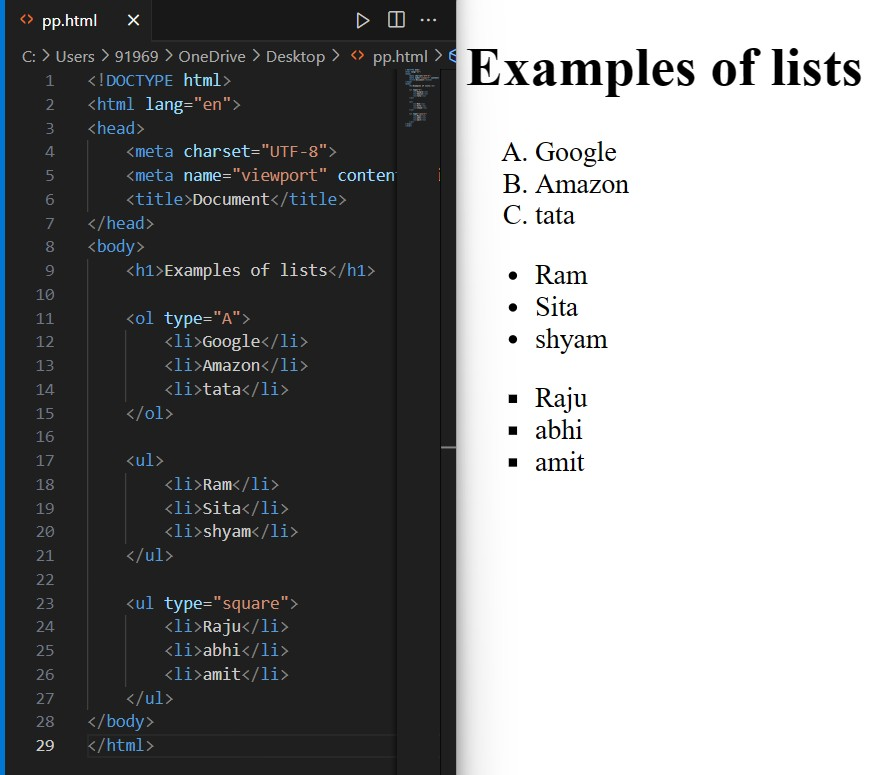 pp.html
C: > Users > 91969 > OneDrive > Desktop > pp.html >
1 <!DOCTYPE html>
2 <html lang="en">
3 <head>
4 <meta charset="UTF-8">
5 <meta name="viewport" conten
6 <title>Document</title>
7 </head>
8 <body>
9 <h1>Examples of lists</h1>
10
11 <ol type="A">
12 <li>Google</li>
13 <li>Amazon</li>
14 <li>tata</li>
15 </ol>
16
17 <ul>
18 <li>Ram</li>
19 <li>Sita</li>
20 <li>shyam</li>
21 </ul>
22
23 <ul type="square">
24 <li>Raju</li>
25 <li>abhi</li>
26 <li>amit</li>
27 </ul>
28 </body>
29 </html>
Examples of lists
A. Google
B. Amazon
C. tata
• Ram
• Sita
• shyam
▪ Raju
▪ abhi
▪ amit